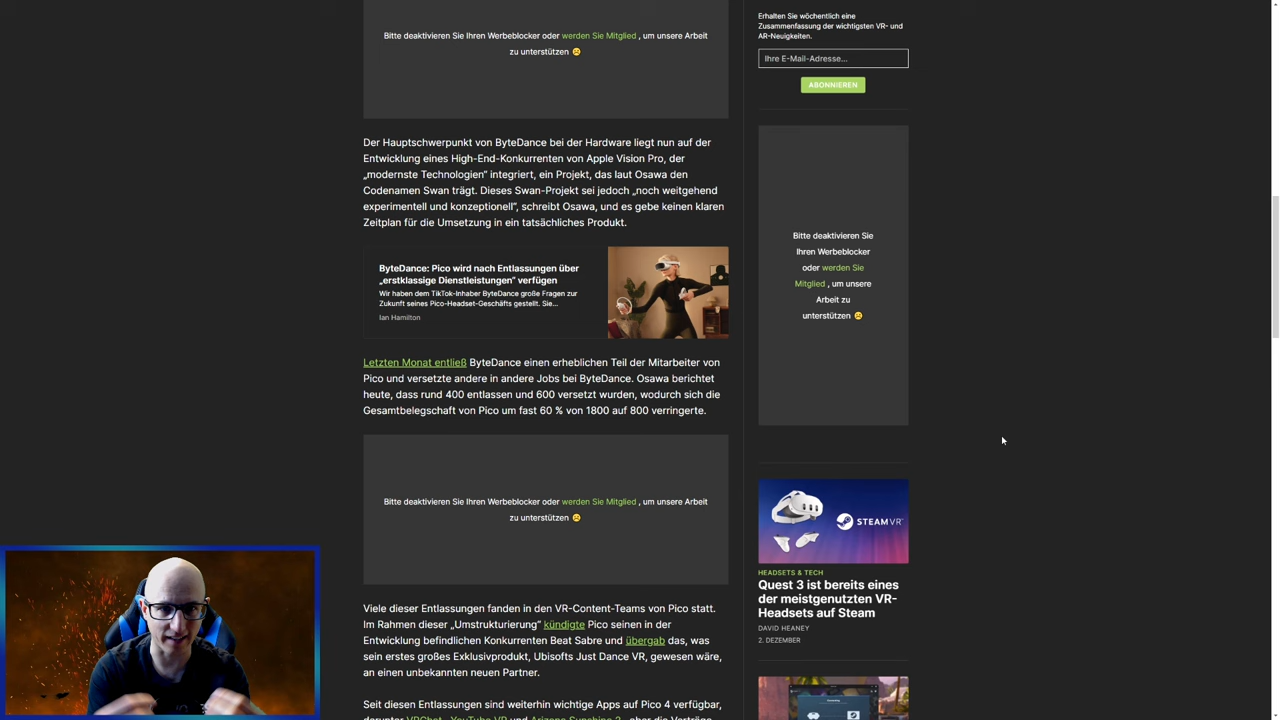 Bitte deaktivieren Sie Ihren Werbeblocker oder werden Sie Mitglied , um unsere Arbeit
zu unterstützen
Der Hauptschwerpunkt von ByteDance bei der Hardware liegt nun auf der
Entwicklung eines High-End-Konkurrenten von Apple Vision Pro, der
„modernste Technologien“ integriert, ein Projekt, das laut Osawa den
Codenamen Swan trägt. Dieses Swan-Projekt sei jedoch „noch weitgehend
experimentell und konzeptionell“, schreibt Osawa, und es gebe keinen klaren
Zeitplan für die Umsetzung in ein tatsächliches Produkt.
ByteDance: Pico wird nach Entlassungen über
„erstklassige Dienstleistungen“ verfügen
Wir haben dem TikTok-Inhaber ByteDance große Fragen zur
Zukunft seines Pico-Headset-Geschäfts gestellt. Sie...
Ian Hamilton
Letzten Monat entließ ByteDance einen erheblichen Teil der Mitarbeiter von
Pico und versetzte andere in andere Jobs bei ByteDance. Osawa berichtet
heute, dass rund 400 entlassen und 600 versetzt wurden, wodurch sich die
Gesamtbelegschaft von Pico um fast 60 % von 1800 auf 800 verringerte.
Bitte deaktivieren Sie Ihren Werbeblocker oder werden Sie Mitglied , um unsere Arbeit
zu unterstützen
Viele dieser Entlassungen fanden in den VR-Content-Teams von Pico statt.
Im Rahmen dieser „Umstrukturierung“ kündigte Pico seinen in der
Entwicklung befindlichen Konkurrenten Beat Sabre und übergab das, was
sein erstes großes Exklusivprodukt, Ubisofts Just Dance VR, gewesen wäre,
an einen unbekannten neuen Partner.
Seit diesen Entlassungen sind weiterhin wichtige Apps auf Pico 4 verfügbar,
darunter VRChat , YouTube VR und Arizona Sunshine 2 , aber die Verträge
Erhalten Sie wöchentlich eine
Zusammenfassung der wichtigsten VR- und
AR-Neuigkeiten.
Ihre E-Mail-Adresse...
ABONNIEREN
Bitte deaktivieren Sie
Ihren Werbeblocker
oder werden Sie
Mitglied , um unsere
Arbeit zu
unterstützen
STEAMVR
HEADSETS & TECH
Quest 3 ist bereits eines
der meistgenutzten VR-
Headsets auf Steam
DAVID HEANEY
2. DEZEMBER